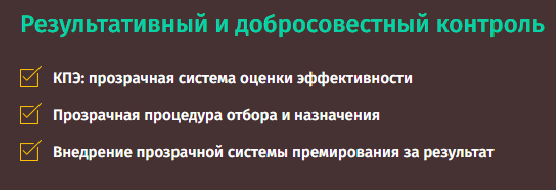 Результативный и добросовестный контроль
КПЭ: прозрачная система оценки эффективности
Прозрачная процедура отбора и назначения
Внедрение прозрачной системы премирования за результат